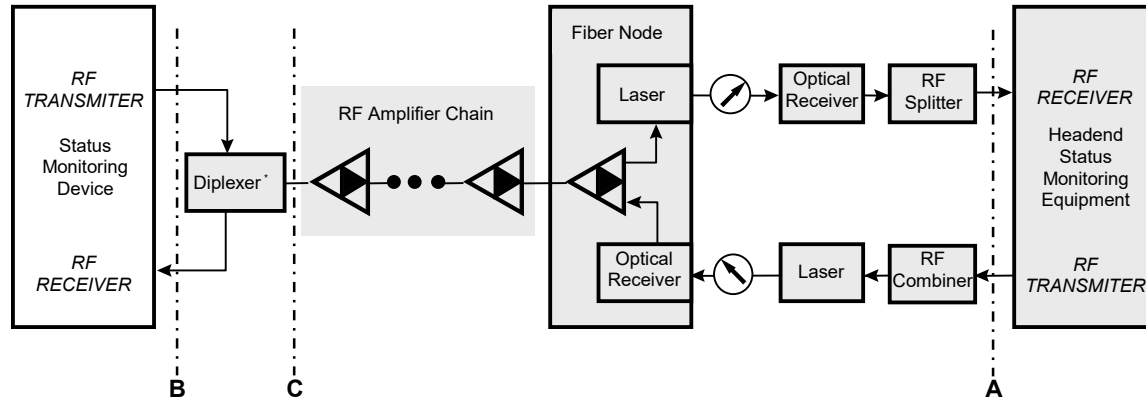 RF
TRANSMITER
Status
Monitoring
Device
RF
RECEIVER
Diplexer*
RF Amplifier Chain
Fiber Node
Laser
Optical
Receiver
Optical
Receiver
RF
Splitter
Laser
RF
Combiner
RF
RECEIVER
Headend
Status
Monitoring
Equipment
RF
TRANSMITER
B
C
A